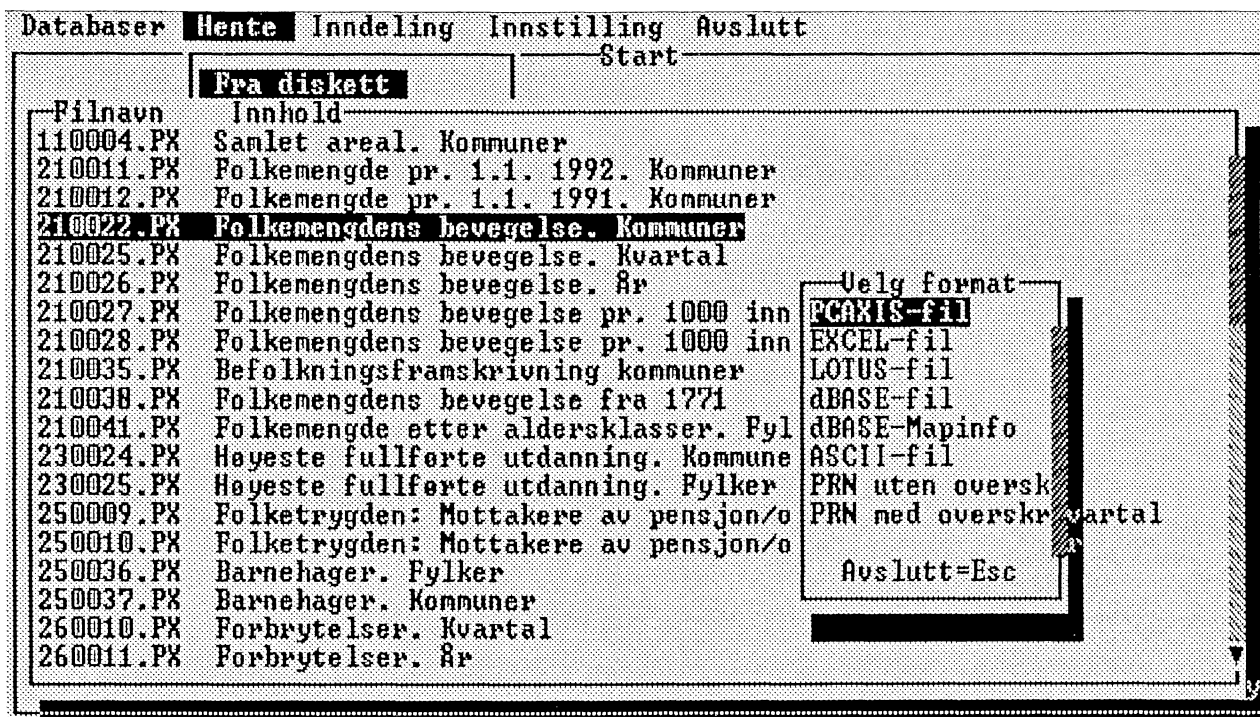 Databaser Hente Inndeling Innstilling Avslutt
Start
Fra diskett
Filnavn Innhold
110004.PX Samlet areal. Kommuner
210011.PX Folkemengde pr. 1.1. 1992. Kommuner
210012.PX Folkemengde pr. 1.1. 1991. Kommuner
210022.PX Folkemengdens bevegelse. Kommuner
210025.PX Folkemengdens bevegelse. Kvartal
210026.PX Folkemengdens bevegelse. År
210027.PX Folkemengdens bevegelse pr. 1000 inn
210028.PX Folkemengdens bevegelse pr. 1000 inn
210035.PX Befolkningsframskrivning kommuner
210038.PX Folkemengdens bevegelse fra 1771
210041.PX Folkemengde etter aldersklasser. Fyl
230024.PX Høyeste fullførte utdanning. Kommune
230025.PX Høyeste fullførte utdanning. Fylker
250009.PX Folketrygden: Mottakere av pensjon/o
250010.PX Folketrygden: Mottakere av pensjon/o
250036.PX Barnehager. Fylker
250037.PX Barnehager. Kommuner
260010.PX Forbrytelser. Kvartal
260011.PX Forbrytelser. År
Velg format
PCAXIS-fil
EXCEL-fil
LOTUS-fil
dBASE-fil
dBASE-Mapinfo
ASCII-fil
PRN uten oversk
PRN med overskr vartal
Avslutt=Esc